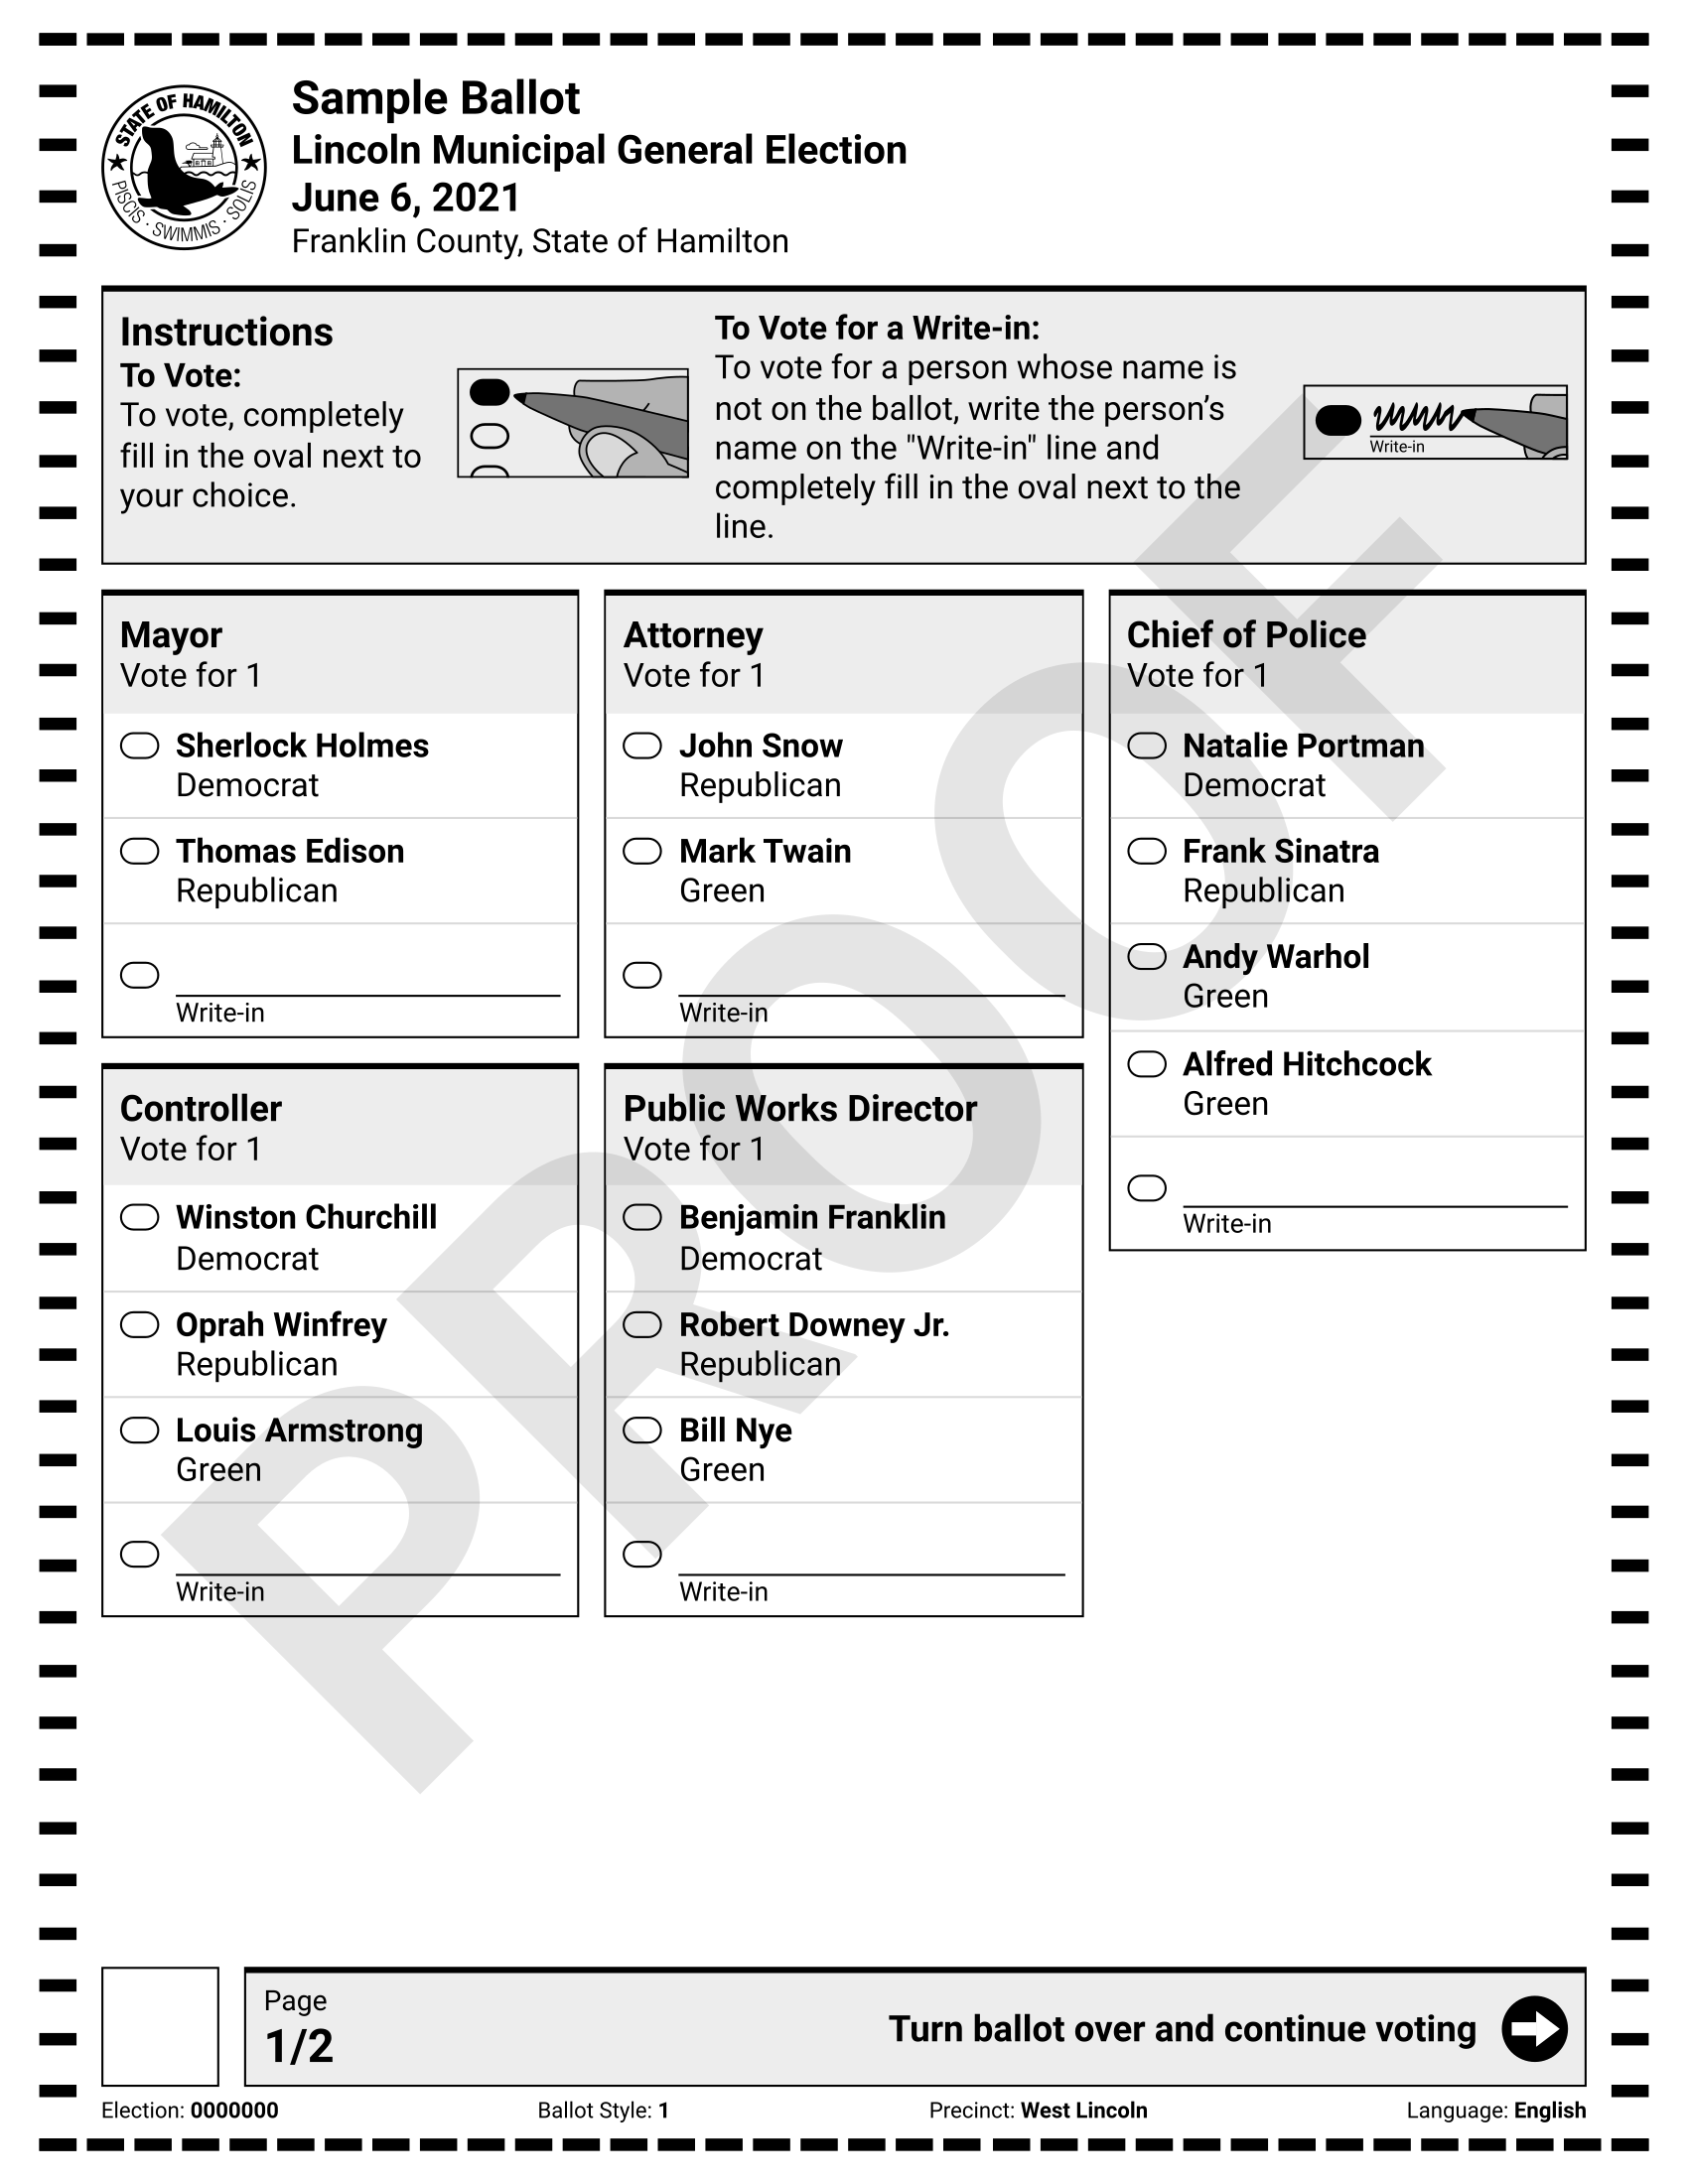 STATE OF HAMILTON
PISCIS · SWIMMIS · SOLIS
Sample Ballot
Lincoln Municipal General Election
June 6, 2021
Franklin County, State of Hamilton
Instructions
To Vote:
To vote, completely
fill in the oval next to
your choice.
To Vote for a Write-in:
To vote for a person whose name is
not on the ballot, write the person’s
name on the "Write-in" line and
completely fill in the oval next to the
line.
Write-in
Mayor
Vote for 1
Sherlock Holmes
Democrat
Thomas Edison
Republican
Write-in
Controller
Vote for 1
Winston Churchill
Democrat
Oprah Winfrey
Republican
Louis Armstrong
Green
Write-in
Attorney
Vote for 1
John Snow
Republican
Mark Twain
Green
Write-in
Public Works Director
Vote for 1
Benjamin Franklin
Democrat
Robert Downey Jr.
Republican
Bill Nye
Green
Write-in
Chief of Police
Vote for 1
Natalie Portman
Democrat
Frank Sinatra
Republican
Andy Warhol
Green
Alfred Hitchcock
Green
Write-in
PROOF
Page
1/2
Turn ballot over and continue voting
Election: 0000000 Ballot Style: 1 Precinct: West Lincoln Language: English